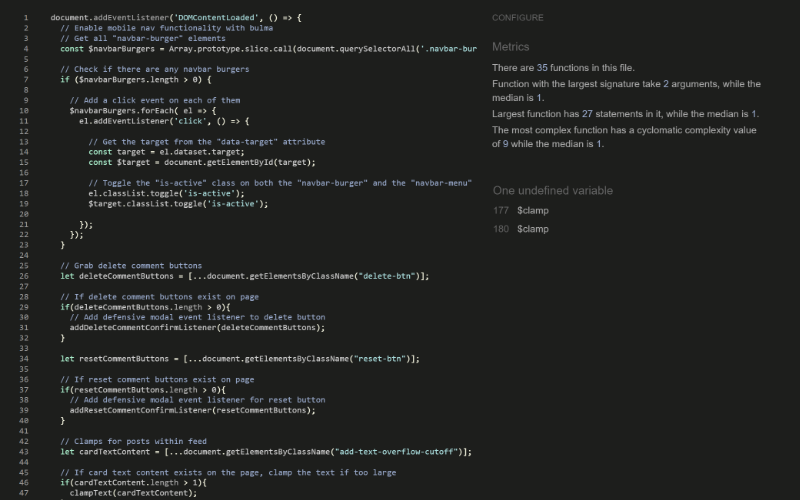 1 document.addEventListener('DOMContentLoaded', () => {
2 // Enable mobile nav functionality with bulma
3 // Get all "navbar-burger" elements
4 const $navbarBurgers = Array.prototype.slice.call(document.querySelectorAll('.navbar-bur
5
6 // Check if there are any navbar burgers
7 if ($navbarBurgers.length > 0) {
8
9 // Add a click event on each of them
10 $navbarBurgers.forEach( el => {
11 el.addEventListener('click', () => {
12
13 // Get the target from the "data-target" attribute
14 const target = el.dataset.target;
15 const $target = document.getElementById(target);
16
17 // Toggle the "is-active" class on both the "navbar-burger" and the "navbar-menu"
18 el.classList.toggle('is-active');
19 $target.classList.toggle('is-active');
20
21 });
22 });
23 }
24
25 // Grab delete comment buttons
26 let deleteCommentButtons = [...document.getElementsByClassName("delete-btn")];
27
28 // If delete comment buttons exist on page
29 if(deleteCommentButtons.length > 0){
30 // Add defensive modal event listener to delete button
31 addDeleteCommentConfirmListener(deleteCommentButtons);
32 }
33
34 let resetCommentButtons = [...document.getElementsByClassName("reset-btn")];
35
36 // If reset comment buttons exist on page
37 if(resetCommentButtons.length > 0){
38 // Add defensive modal event listener for reset button
39 addResetCommentConfirmListener(resetCommentButtons);
40 }
41
42 // Clamps for posts within feed
43 let cardTextContent = [...document.getElementsByClassName("add-text-overflow-cutoff")];
44
45 // If card text content exists on the page, clamp the text if too large
46 if(cardTextContent.length > 1){
47 clampText(cardTextContent);
CONFIGURE
Metrics
There are 35 functions in this file.
Function with the largest signature take 2 arguments, while the
median is 1.
Largest function has 27 statements in it, while the median is 1.
The most complex function has a cyclomatic complexity value
of 9 while the median is 1.
One undefined variable
177 $clamp
180 $clamp